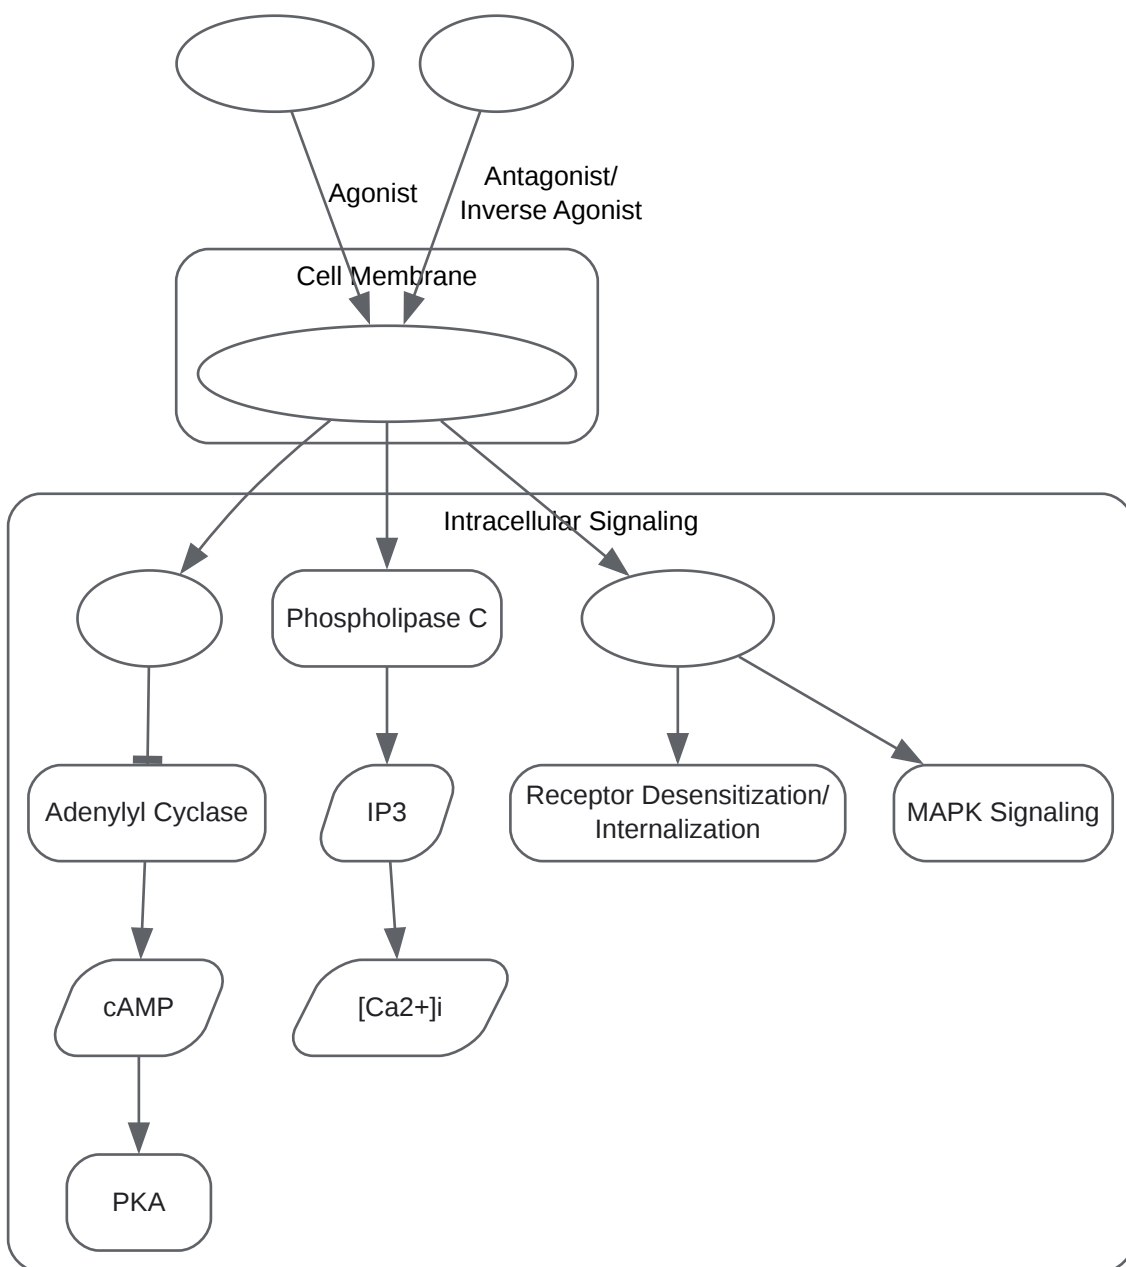 Agonist
Antagonist/
Inverse Agonist
Cell Membrane
Intracellular Signaling
Phospholipase C
Adenylyl Cyclase
IP3
Receptor Desensitization/
Internalization
MAPK Signaling
cAMP
[Ca2+]i
PKA